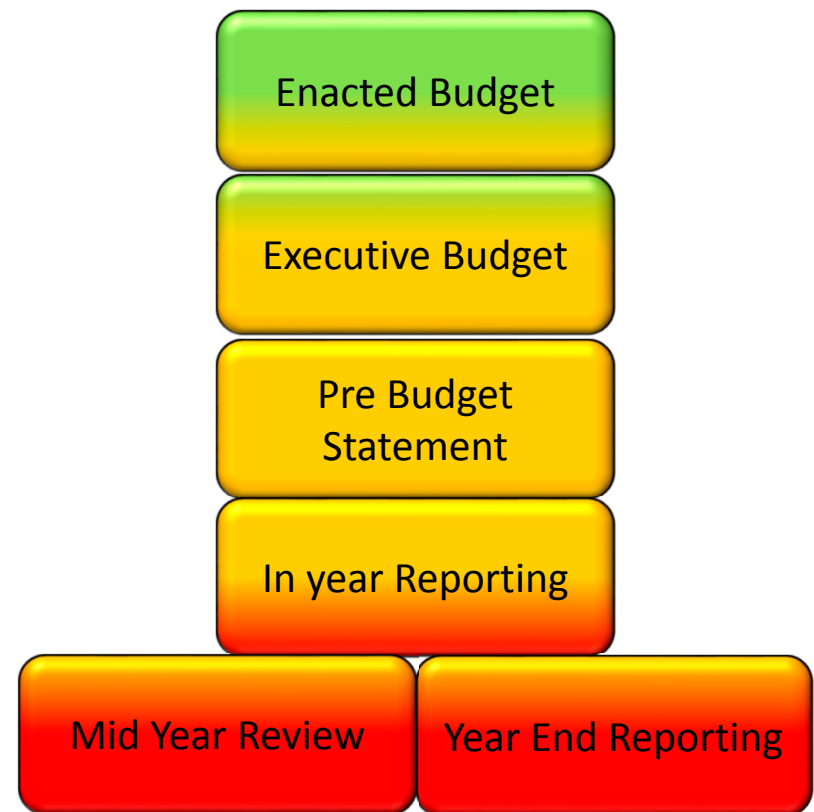 Enacted Budget
Executive Budget
Pre Budget
Statement
In year Reporting
Mid Year Review
Year End Reporting